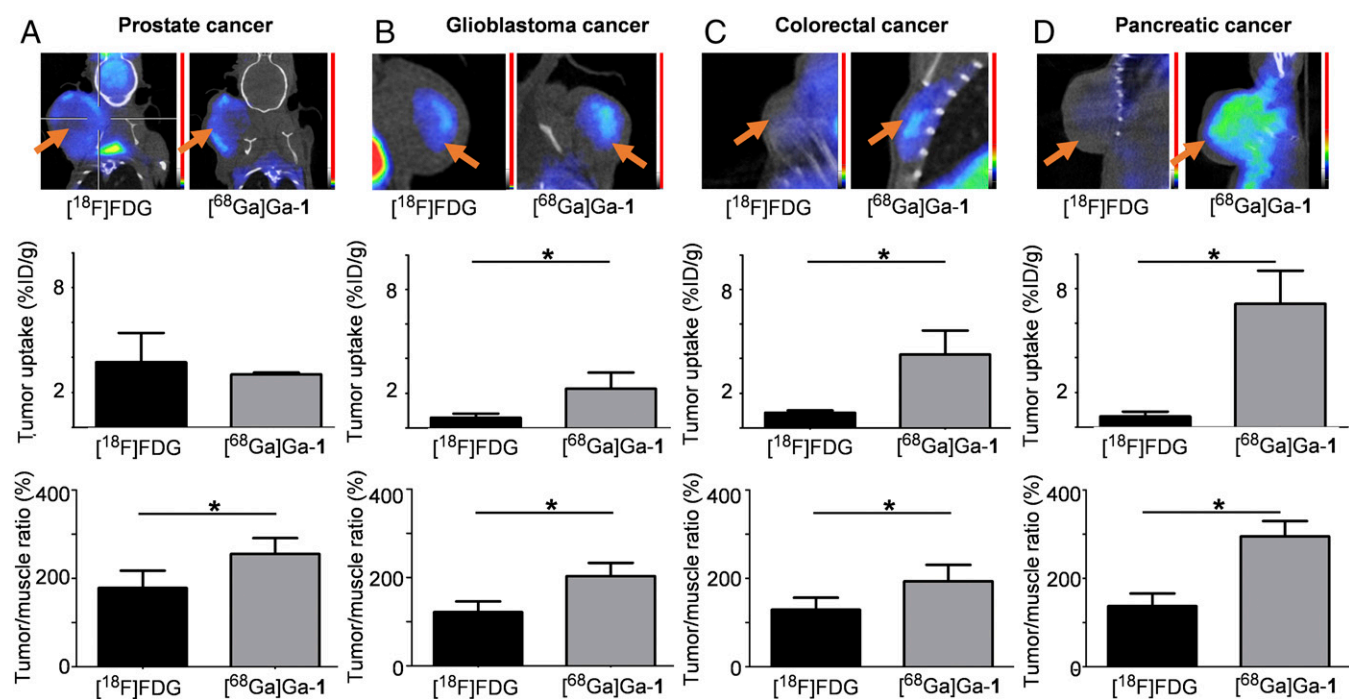 A Prostate cancer
B Glioblastoma cancer
C Colorectal cancer
D Pancreatic cancer
[¹⁸F]FDG [⁶⁸Ga]Ga-1
[¹⁸F]FDG [⁶⁸Ga]Ga-1
[¹⁸F]FDG [⁶⁸Ga]Ga-1
[¹⁸F]FDG [⁶⁸Ga]Ga-1
Tumor uptake (%ID/g)
8
2
[¹⁸F]FDG [⁶⁸Ga]Ga-1
Tumor uptake (%ID/g)
*
8
2
[¹⁸F]FDG [⁶⁸Ga]Ga-1
Tumor uptake (%ID/g)
*
8
2
[¹⁸F]FDG [⁶⁸Ga]Ga-1
Tumor uptake (%ID/g)
*
8
2
[¹⁸F]FDG [⁶⁸Ga]Ga-1
Tumor/muscle ratio (%)
400
*
200
0
[¹⁸F]FDG [⁶⁸Ga]Ga-1
Tumor/muscle ratio (%)
400
*
200
0
[¹⁸F]FDG [⁶⁸Ga]Ga-1
Tumor/muscle ratio (%)
400
*
200
0
[¹⁸F]FDG [⁶⁸Ga]Ga-1
Tumor/muscle ratio (%)
400
*
200
0
[¹⁸F]FDG [⁶⁸Ga]Ga-1